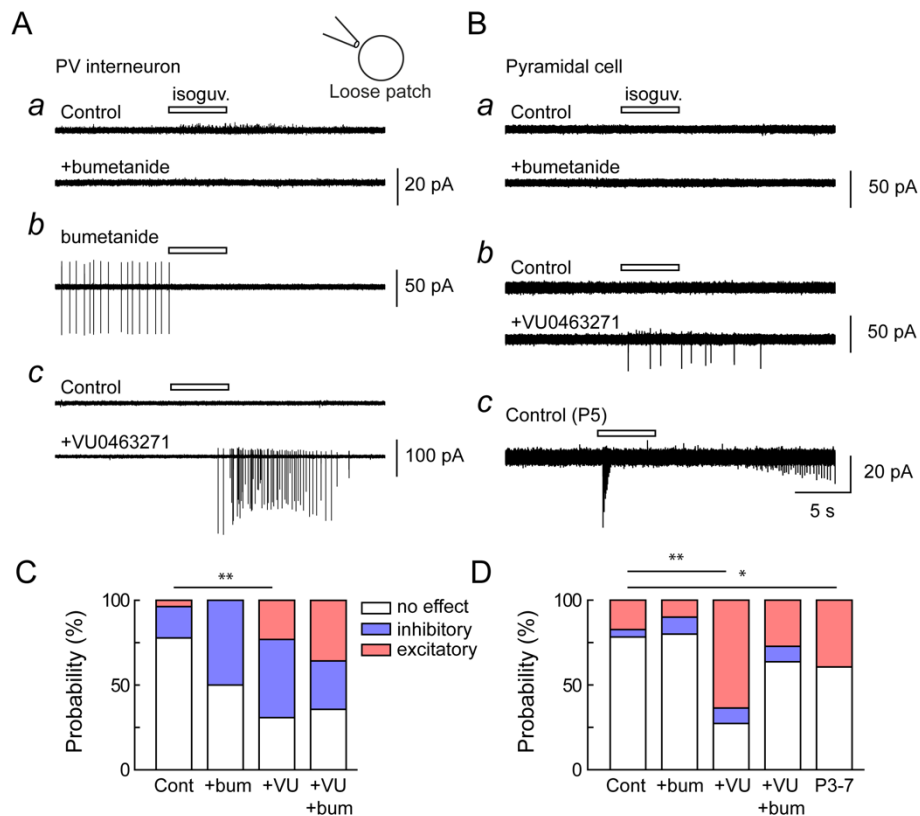 A
PV interneuron
Loose patch
a
Control
isoguv.
+bumetanide
20 pA
b
bumetanide
50 pA
c
Control
+VU0463271
100 pA
B
Pyramidal cell
a
Control
isoguv.
+bumetanide
50 pA
b
Control
+VU0463271
50 pA
c
Control (P5)
20 pA
5 s
C
**
Probability (%)
100
50
0
Cont
+bum
+VU
+VU
+bum
no effect
inhibitory
excitatory
D
**
*
Probability (%)
100
50
0
Cont
+bum
+VU
+VU
+bum
P3-7